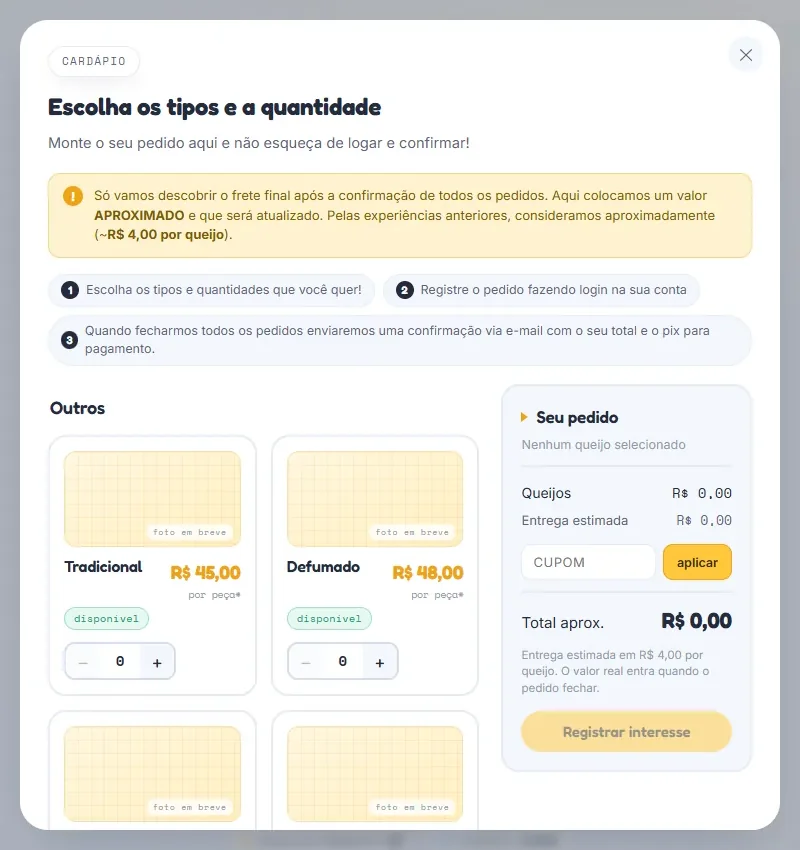 CARDÁPIO
Escolha os tipos e a quantidade
Monte o seu pedido aqui e não esqueça de logar e confirmar!
Só vamos descobrir o frete final após a confirmação de todos os pedidos. Aqui colocamos um valor
APROXIMADO e que será atualizado. Pelas experiências anteriores, consideramos aproximadamente
(~R$ 4,00 por queijo).
1 Escolha os tipos e quantidades que você quer!
2 Registre o pedido fazendo login na sua conta
3 Quando fecharmos todos os pedidos enviaremos uma confirmação via e-mail com o seu total e o pix para
pagamento.
Outros
foto em breve
Tradicional
R$ 45,00
por peça*
disponível
− 0 +
foto em breve
Defumado
R$ 48,00
por peça*
disponível
− 0 +
foto em breve
foto em breve
Seu pedido
Nenhum queijo selecionado
Queijos R$ 0,00
Entrega estimada R$ 0,00
CUPOM
aplicar
Total aprox. R$ 0,00
Entrega estimada em R$ 4,00 por
queijo. O valor real entra quando o
pedido fechar.
Registrar interesse